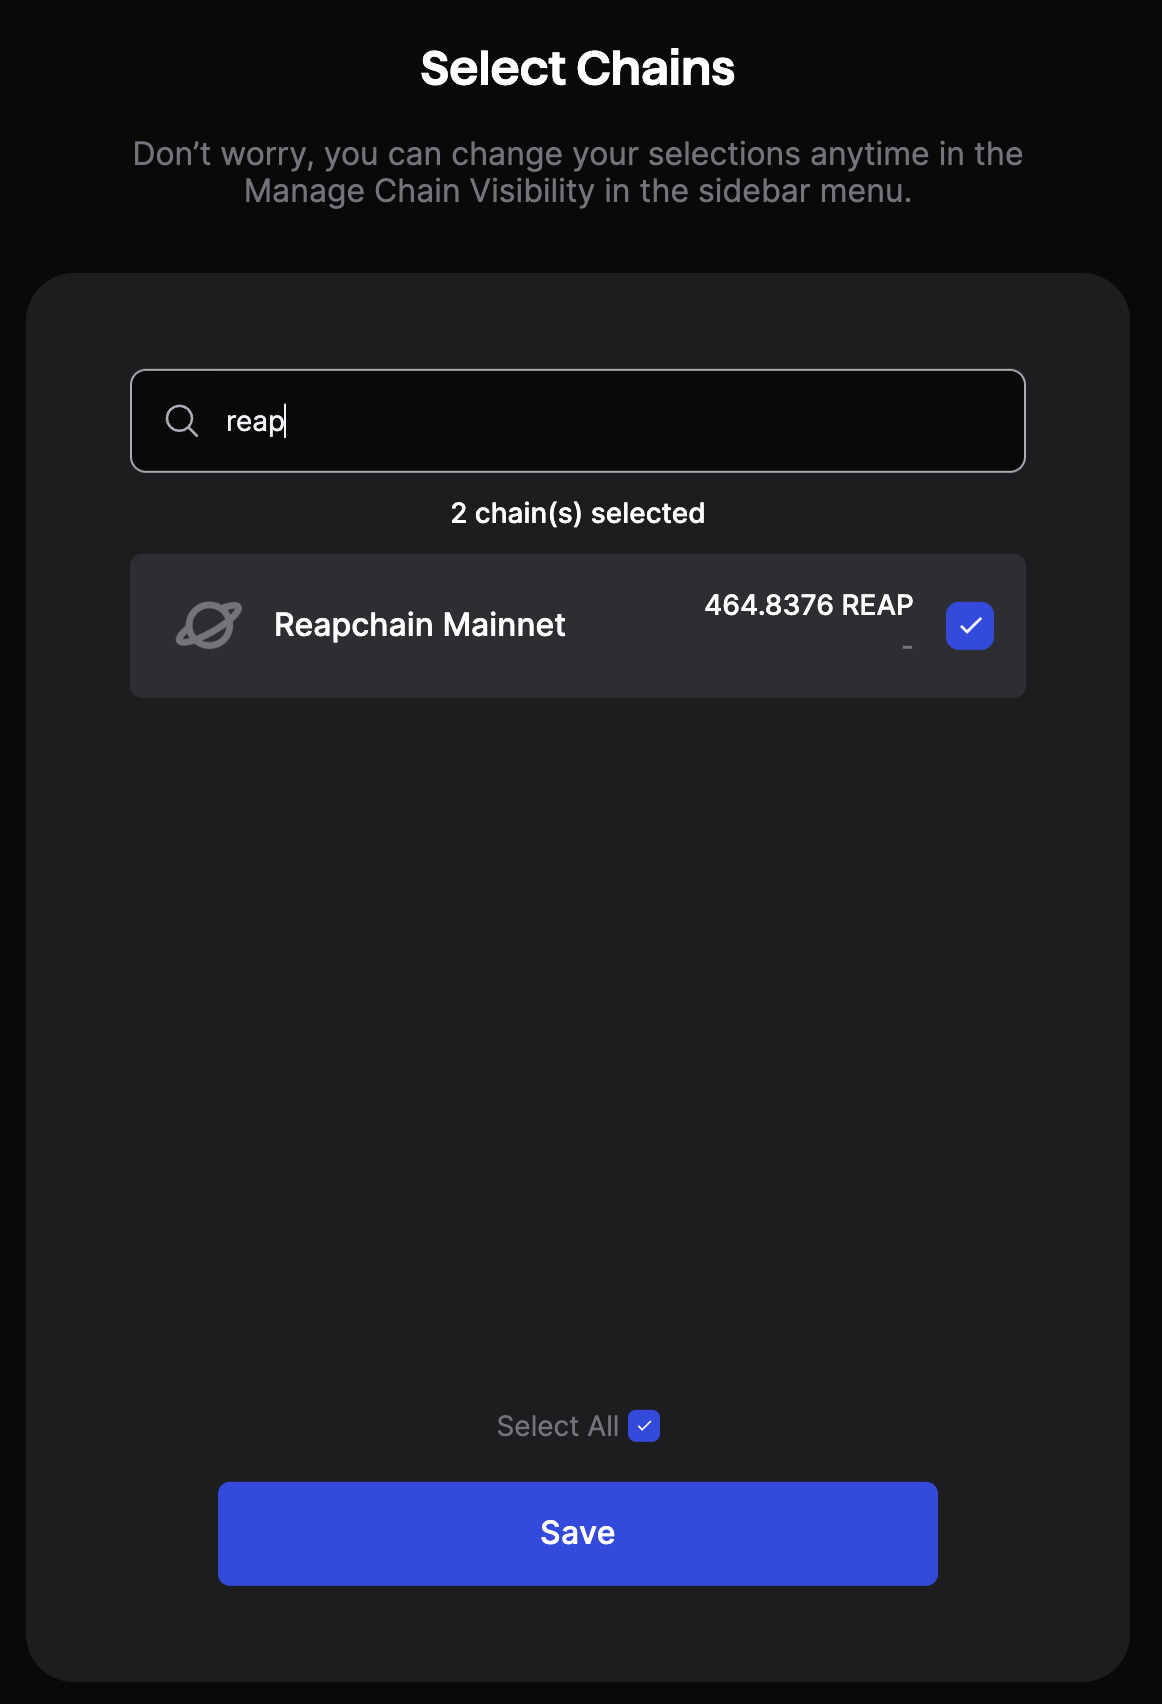 Select Chains
Don’t worry, you can change your selections anytime in the
Manage Chain Visibility in the sidebar menu.
reap
2 chain(s) selected
Reapchain Mainnet
464.8376 REAP
-
Select All
Save